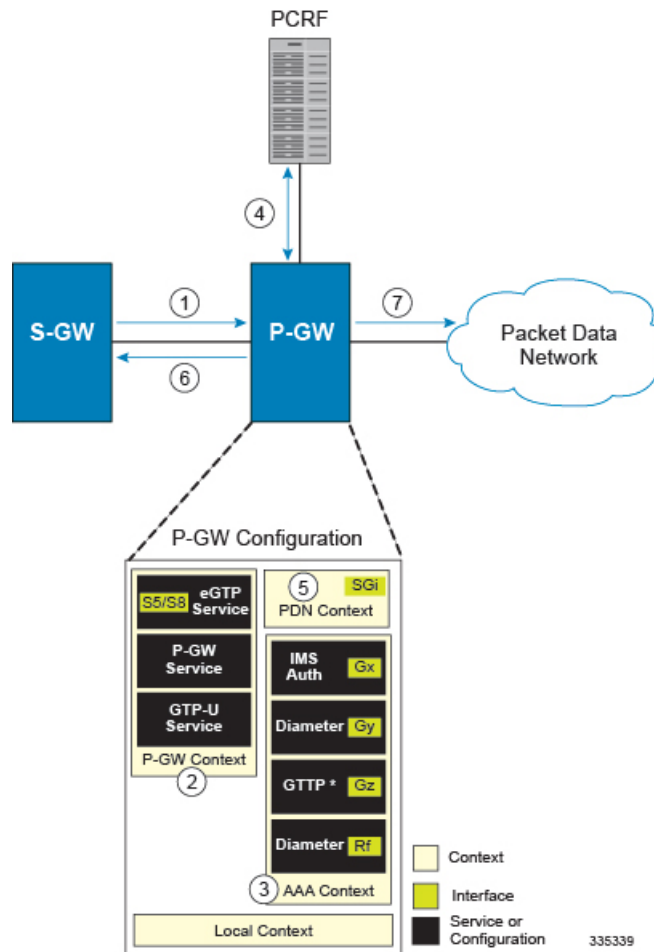 PCRF
4
S-GW
1
6
P-GW
7
Packet Data
Network
P-GW Configuration
S5/S8
eGTP
Service
P-GW
Service
GTP-U
Service
P-GW Context
2
5
SGi
PDN Context
IMS
Auth
Gx
Diameter
Gy
GTTP *
Gz
Diameter
Rf
3
AAA Context
Local Context
Context
Interface
Service or
Configuration
335339